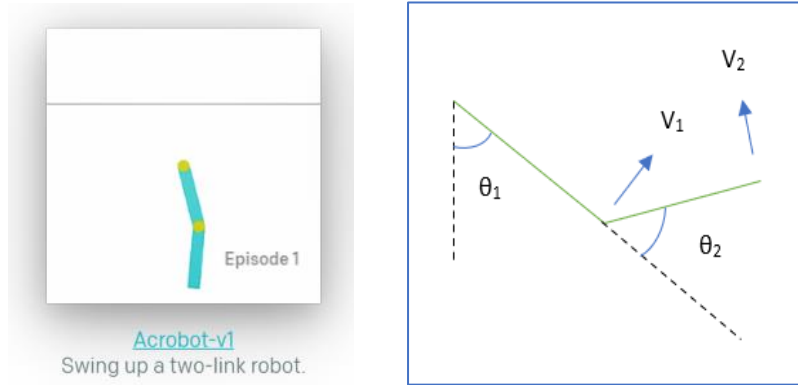 Episode 1
Acrobot-v1
Swing up a two-link robot.
V₂
V₁
θ₁
θ₂